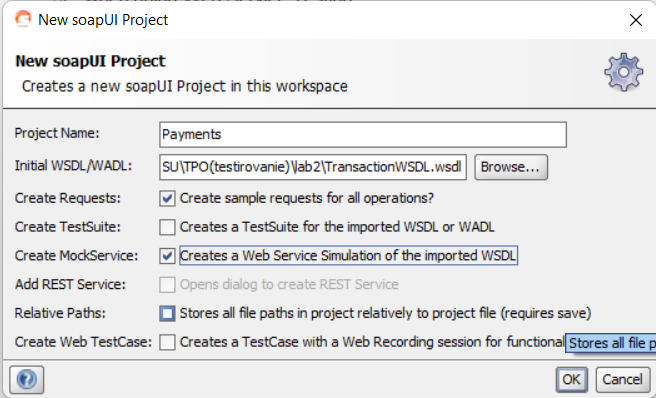 New soapUI Project
New soapUI Project
Creates a new soapUI Project in this workspace
Project Name: Payments
Initial WSDL/WADL: SU\TPO(testirovanie)\lab2\TransactionWSDL.wsdl Browse...
Create Requests: Create sample requests for all operations?
Create TestSuite: Creates a TestSuite for the imported WSDL or WADL
Create MockService: Creates a Web Service Simulation of the imported WSDL
Add REST Service: Opens dialog to create REST Service
Relative Paths: Stores all file paths in project relatively to project file (requires save)
Create Web TestCase: Creates a TestCase with a Web Recording session for functional Stores all file p
OK Cancel